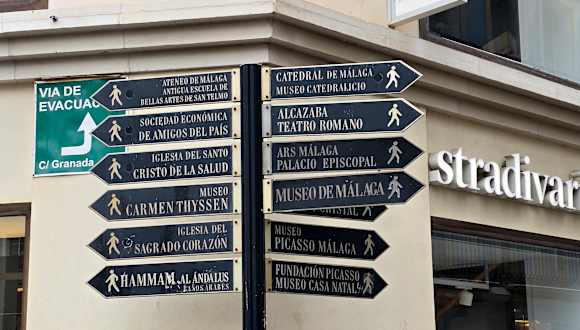 VIA DE
EVACUA
C/ Granada
ATENEO DE MÁLAGA
ANTIGUA ESCUELA DE
BELLAS ARTES DE SAN TELMO
SOCIEDAD ECONÓMICA
DE AMIGOS DEL PAÍS
IGLESIA DEL SANTO
CRISTO DE LA SALUD
MUSEO
CARMEN THYSSEN
IGLESIA DEL
SAGRADO CORAZÓN
HAMMAM AL ÁNDALUS
BAÑOS ÁRABES
CATEDRAL DE MÁLAGA
MUSEO CATEDRALICIO
ALCAZABA
TEATRO ROMANO
ARS MÁLAGA
PALACIO EPISCOPAL
MUSEO DE MÁLAGA
CRISTAL
MUSEO
PICASSO MÁLAGA
FUNDACIÓN PICASSO
MUSEO CASA NATAL
stradivar